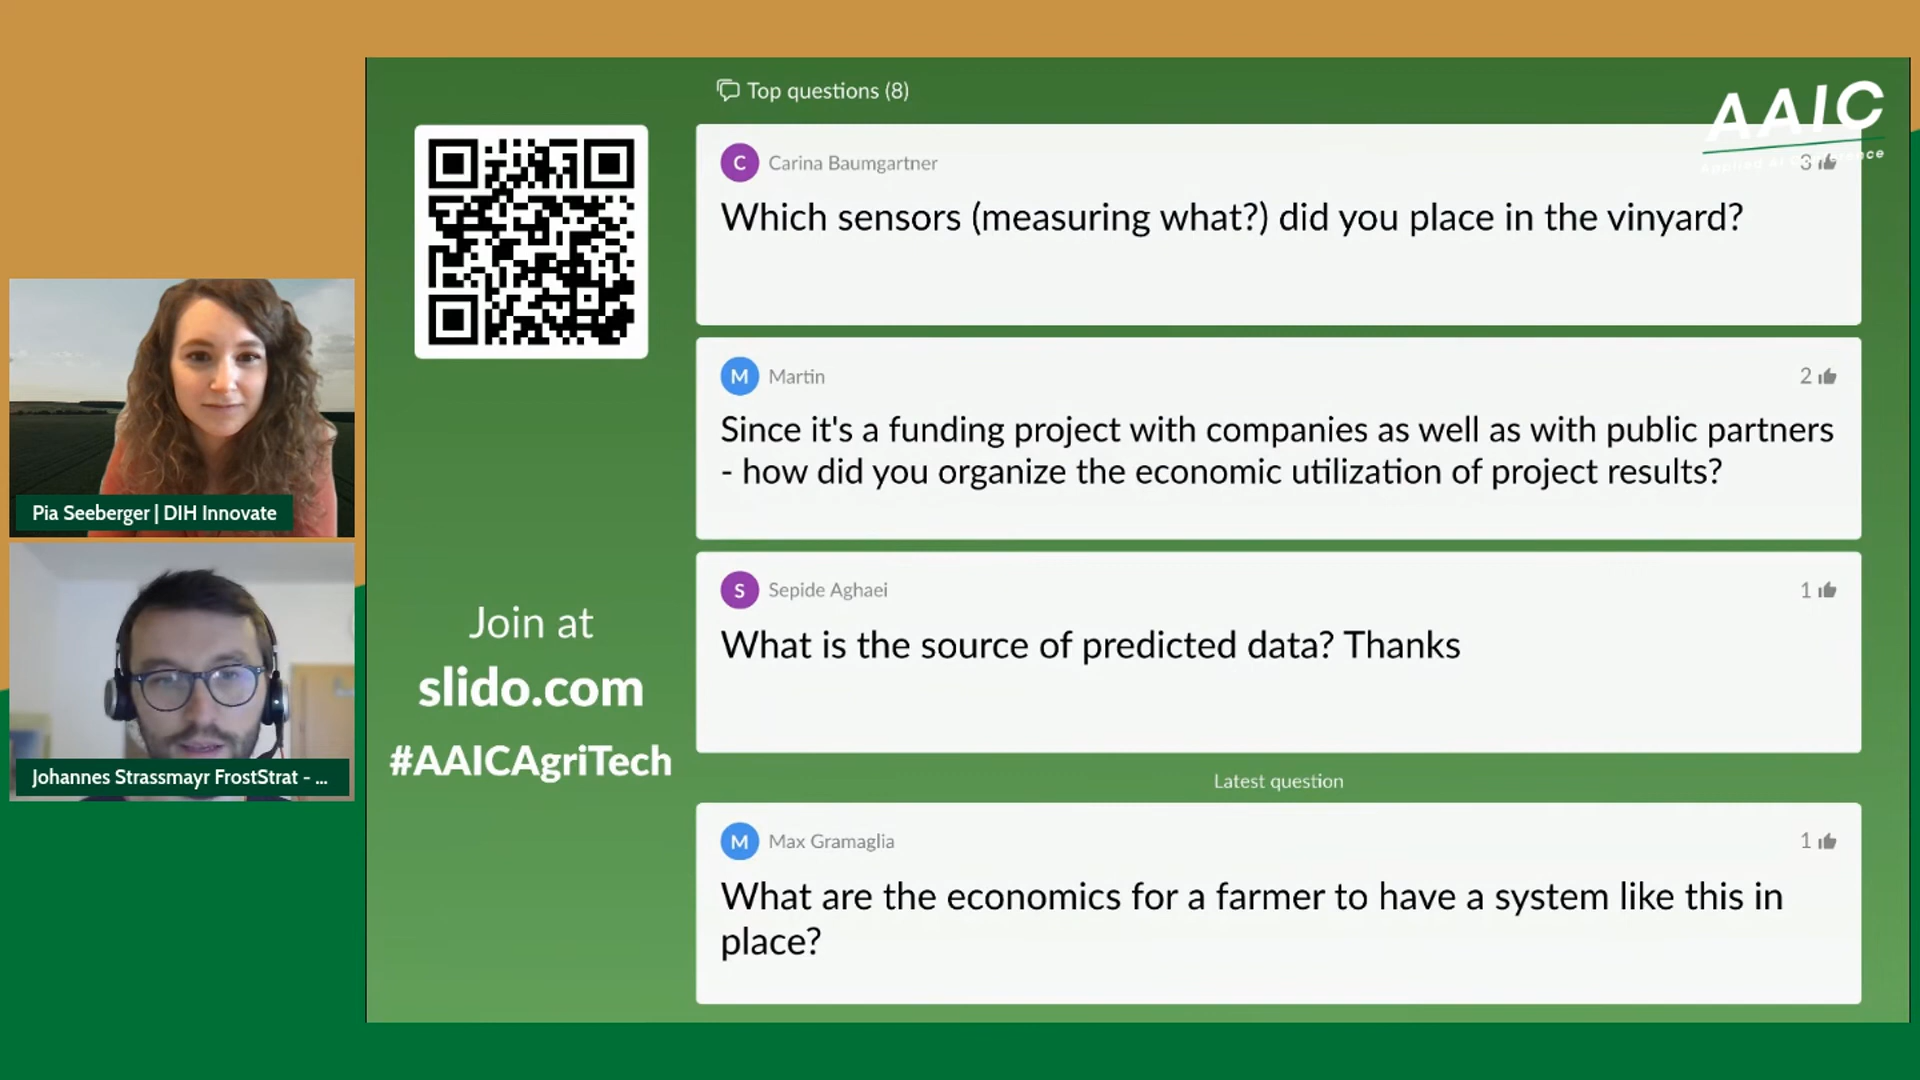 Top questions (8)
AAIC
Applied AI Conference
C Carina Baumgartner
3
Which sensors (measuring what?) did you place in the vinyard?
M Martin
2
Since it's a funding project with companies as well as with public partners
- how did you organize the economic utilization of project results?
S Sepide Aghaei
1
What is the source of predicted data? Thanks
Latest question
M Max Gramaglia
1
What are the economics for a farmer to have a system like this in
place?
Join at
slido.com
#AAICAgriTech
Pia Seeberger | DIH Innovate
Johannes Strassmayr FrostStrat - ...